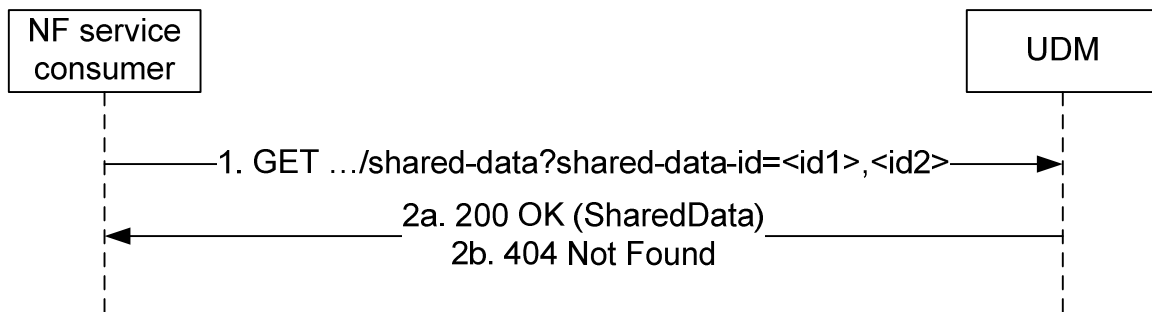 NF service
consumer
UDM
1. GET …/shared-data?shared-data-id=<id1>,<id2>
2a. 200 OK (SharedData)
2b. 404 Not Found